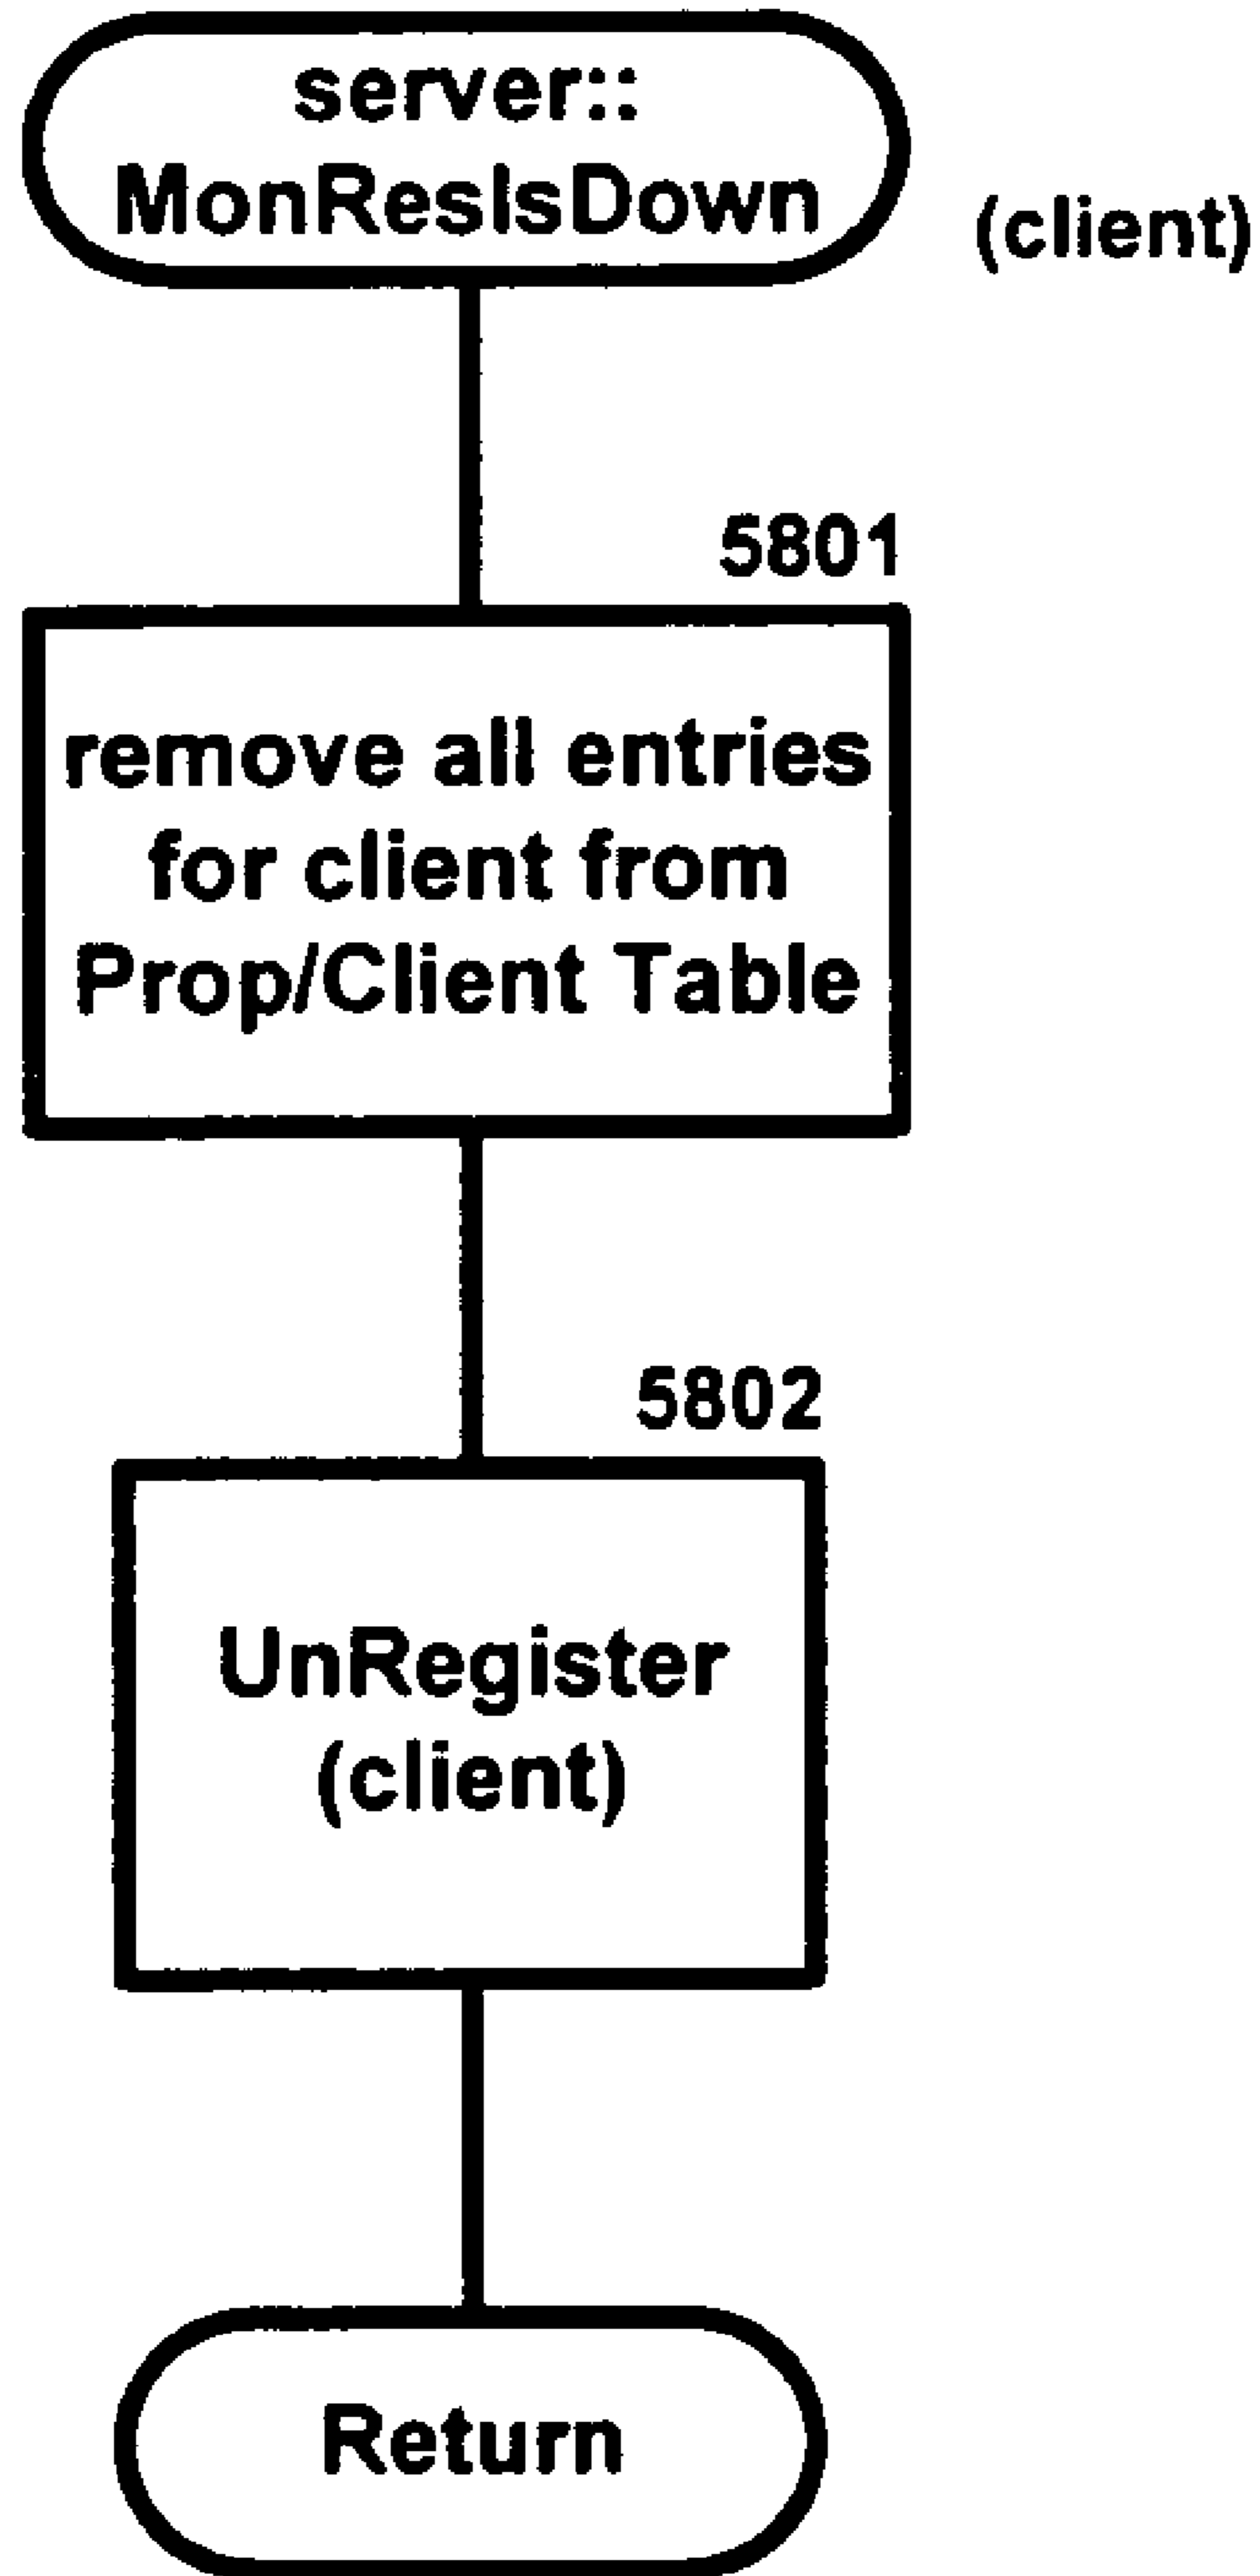 server::
MonResIsDown
(client)
5801
remove all entries
for client from
Prop/Client Table
5802
UnRegister
(client)
Return